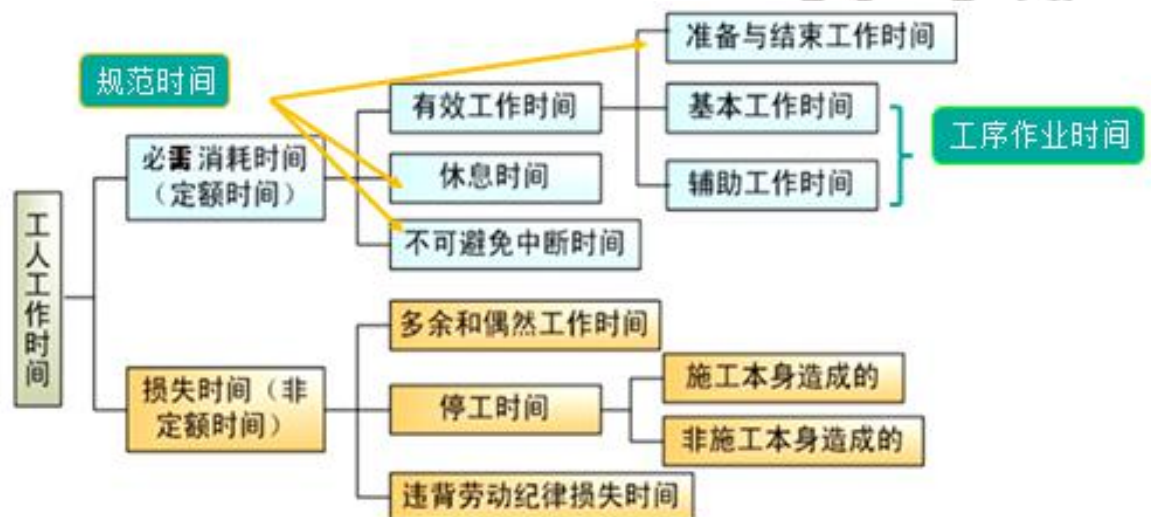 准备与结束工作时间
规范时间
有效工作时间
基本工作时间
工序作业时间
必需消耗时间
（定额时间）
休息时间
辅助工作时间
不可避免中断时间
工人工作时间
多余和偶然工作时间
损失时间（非
定额时间）
停工时间
施工本身造成的
非施工本身造成的
违背劳动纪律损失时间